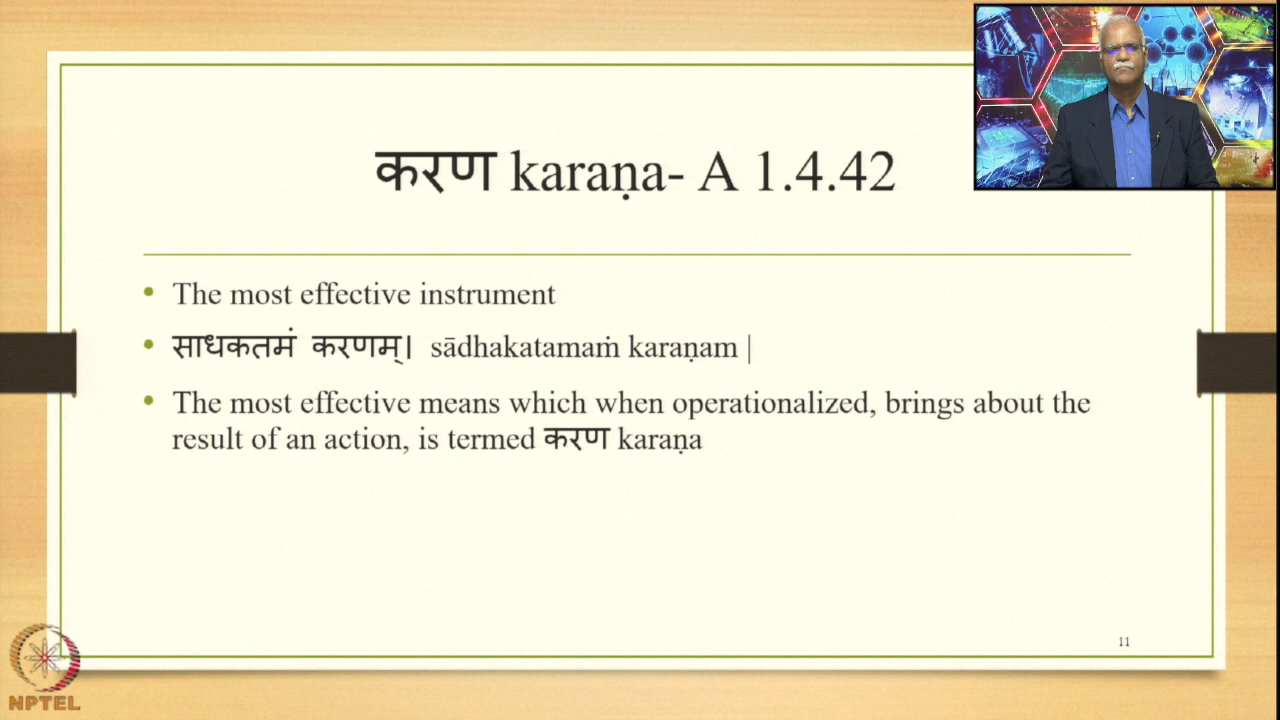 करण karaṇa- A 1.4.42
• The most effective instrument
• साधकतमं करणम्। sādhakatamaṁ karaṇam |
• The most effective means which when operationalized, brings about the
result of an action, is termed करण karaṇa
11
NPTEL